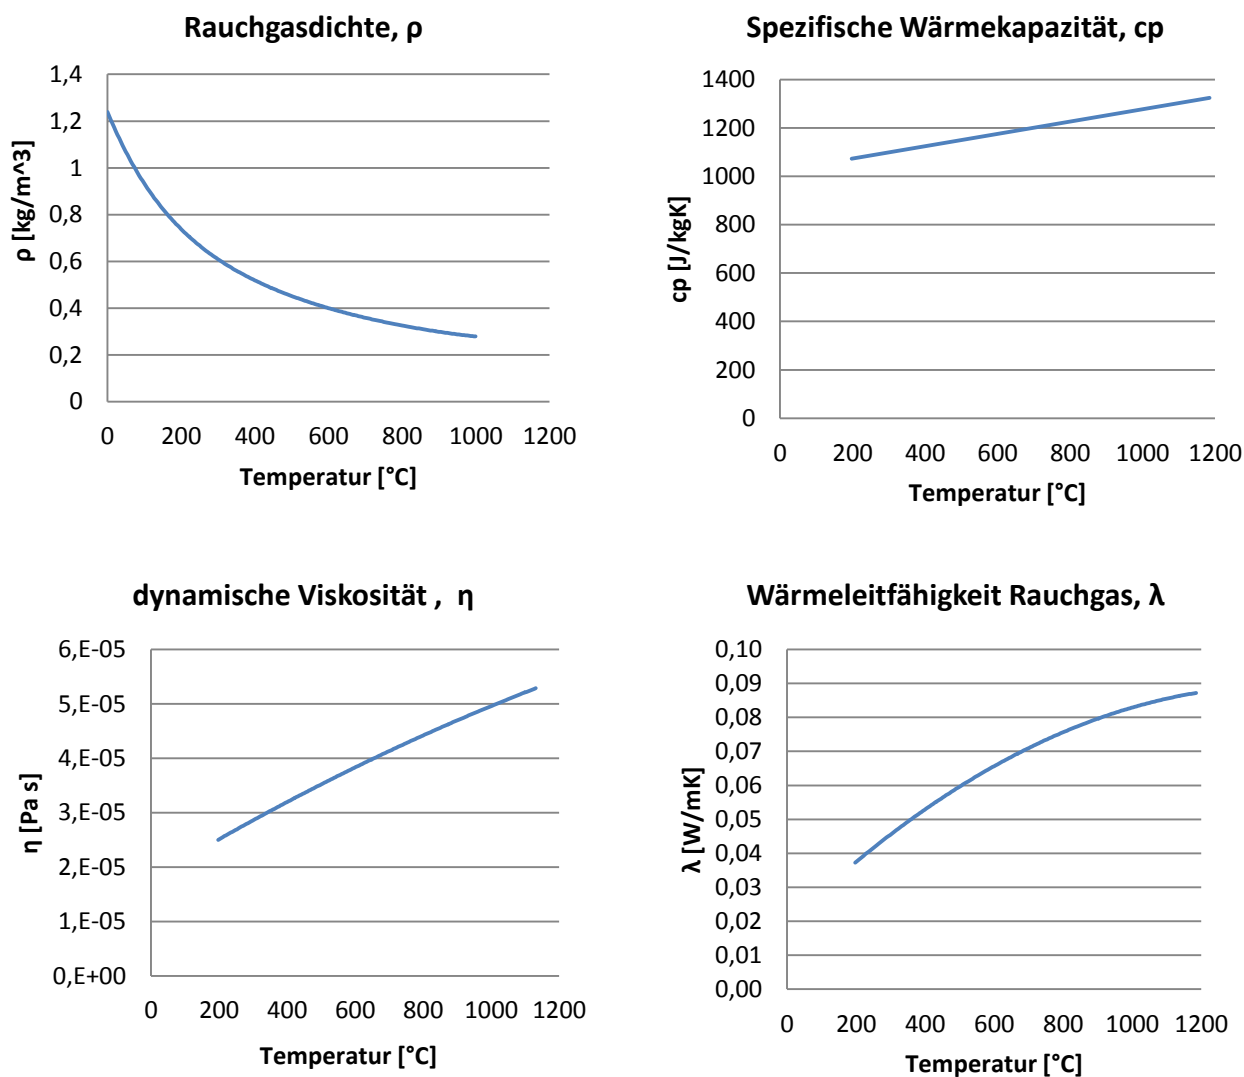 Rauchgasdichte, ρ
ρ [kg/m^3]
1,4
1,2
1
0,8
0,6
0,4
0,2
0
0 200 400 600 800 1000 1200
Temperatur [°C]
Spezifische Wärmekapazität, cp
cp [J/kgK]
1400
1200
1000
800
600
400
200
0
0 200 400 600 800 1000 1200
Temperatur [°C]
dynamische Viskosität , η
η [Pa s]
6,E-05
5,E-05
4,E-05
3,E-05
2,E-05
1,E-05
0,E+00
0 200 400 600 800 1000 1200
Temperatur [°C]
Wärmeleitfähigkeit Rauchgas, λ
λ [W/mK]
0,10
0,09
0,08
0,07
0,06
0,05
0,04
0,03
0,02
0,01
0,00
0 200 400 600 800 1000 1200
Temperatur [°C]